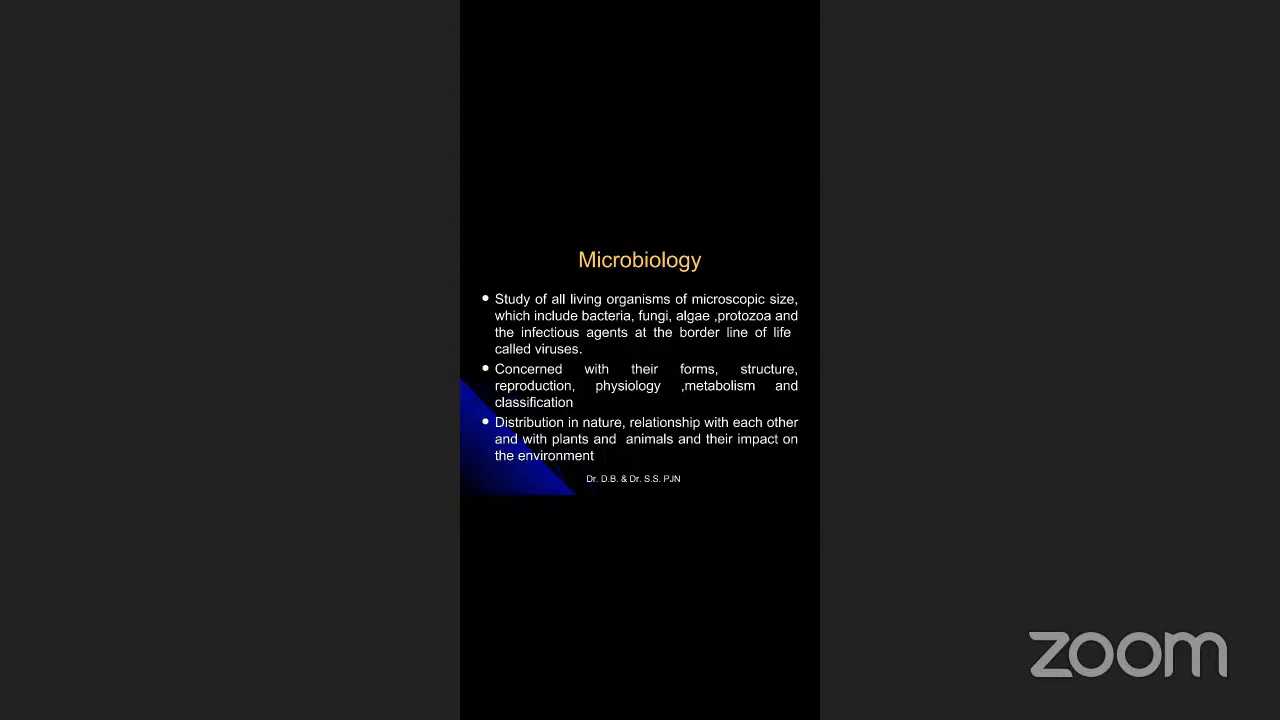 Microbiology
• Study of all living organisms of microscopic size,
which include bacteria, fungi, algae ,protozoa and
the infectious agents at the border line of life
called viruses.
• Concerned with their forms, structure,
reproduction, physiology ,metabolism and
classification
• Distribution in nature, relationship with each other
and with plants and animals and their impact on
the environment
Dr. D.B. & Dr. S.S. PJN
zoom